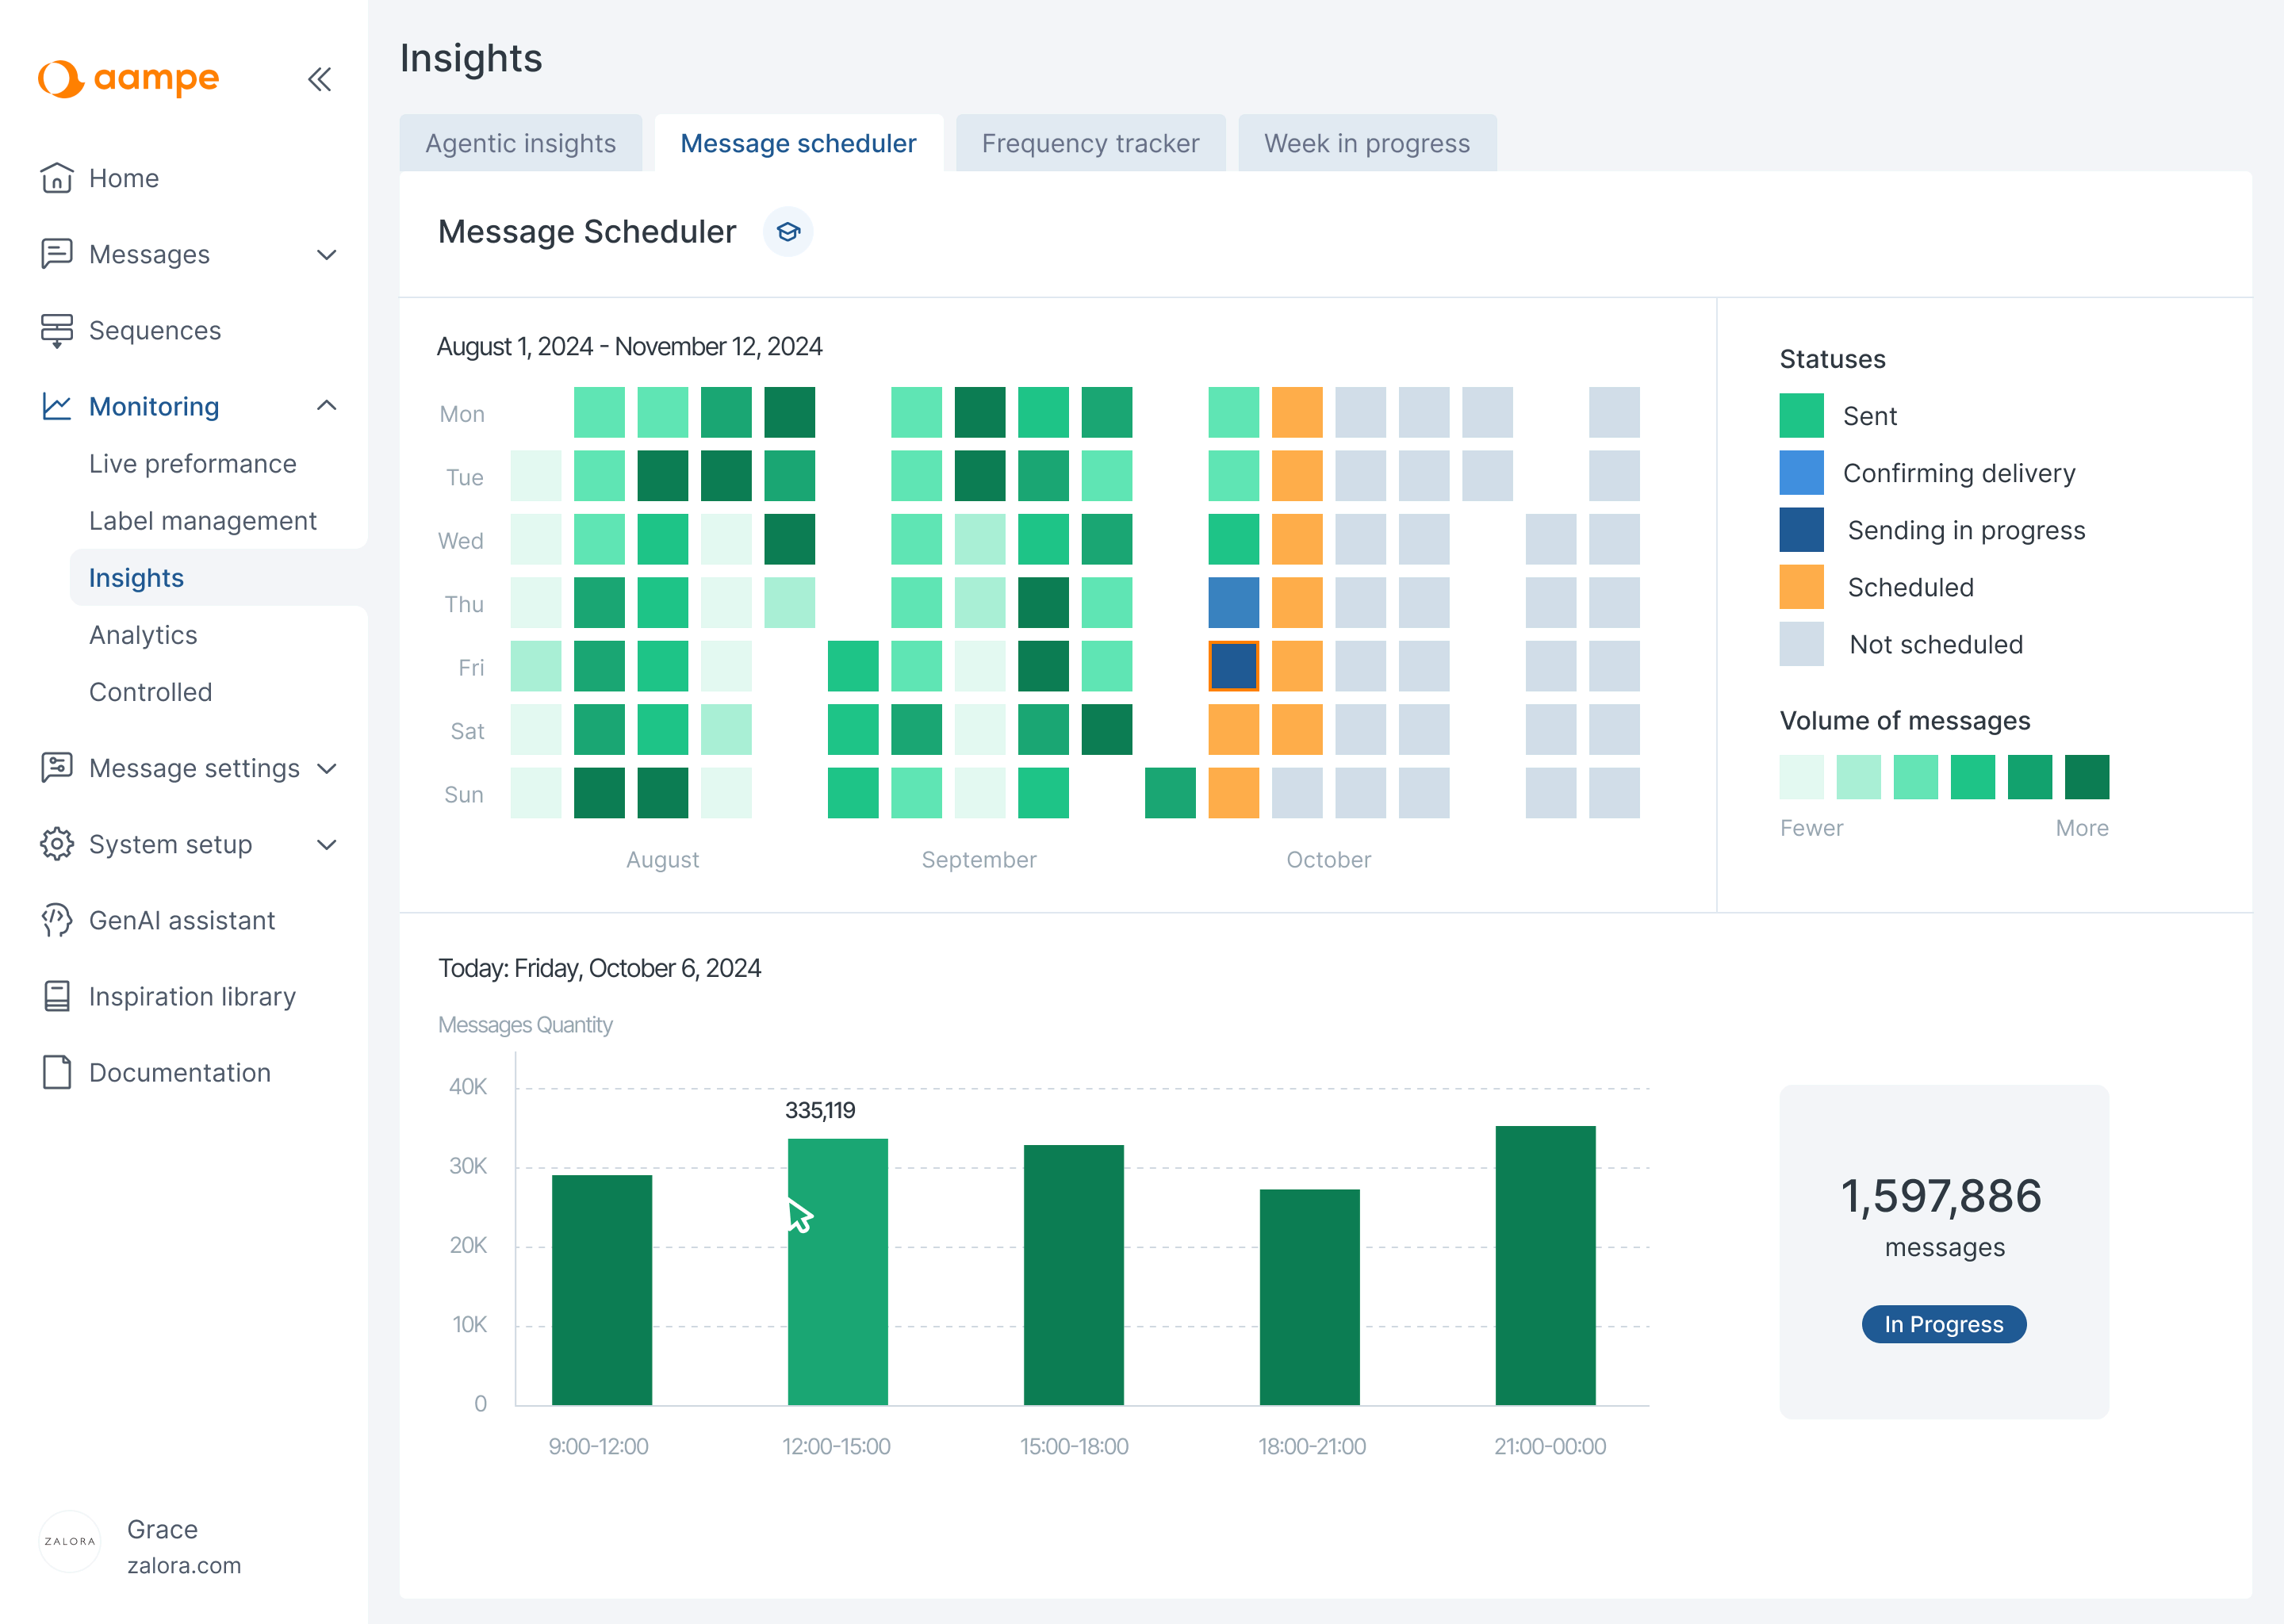 aampe
Home
Messages
Sequences
Monitoring
Live preformance
Label management
Insights
Analytics
Controlled
Message settings
System setup
GenAI assistant
Inspiration library
Documentation
ZALORA
Grace
zalora.com
Insights
Agentic insights
Message scheduler
Frequency tracker
Week in progress
Message Scheduler
August 1, 2024 - November 12, 2024
Mon
Tue
Wed
Thu
Fri
Sat
Sun
August
September
October
Statuses
Sent
Confirming delivery
Sending in progress
Scheduled
Not scheduled
Volume of messages
Fewer
More
Today: Friday, October 6, 2024
Messages Quantity
40K
30K
20K
10K
0
335,119
9:00-12:00
12:00-15:00
15:00-18:00
18:00-21:00
21:00-00:00
1,597,886
messages
In Progress